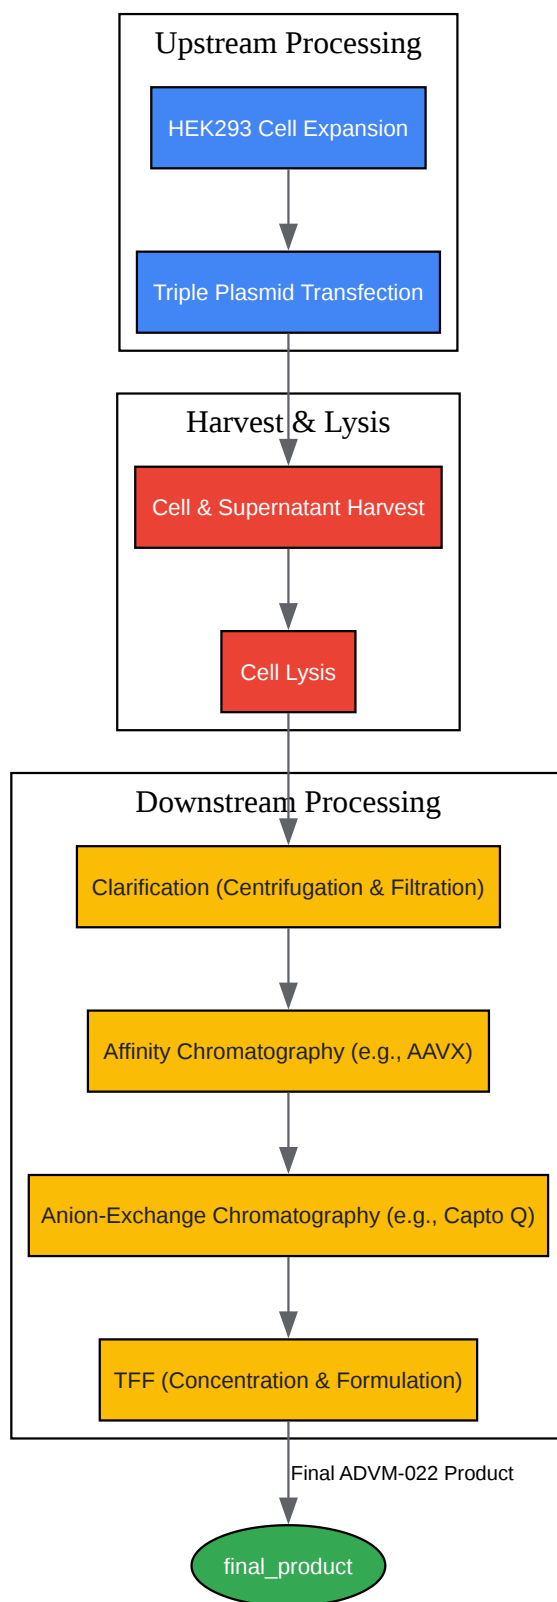 Upstream Processing
HEK293 Cell Expansion
Triple Plasmid Transfection
Harvest & Lysis
Cell & Supernatant Harvest
Cell Lysis
Downstream Processing
Clarification (Centrifugation & Filtration)
Affinity Chromatography (e.g., AAVX)
Anion-Exchange Chromatography (e.g., Capto Q)
TFF (Concentration & Formulation)
Final ADVM-022 Product
final_product